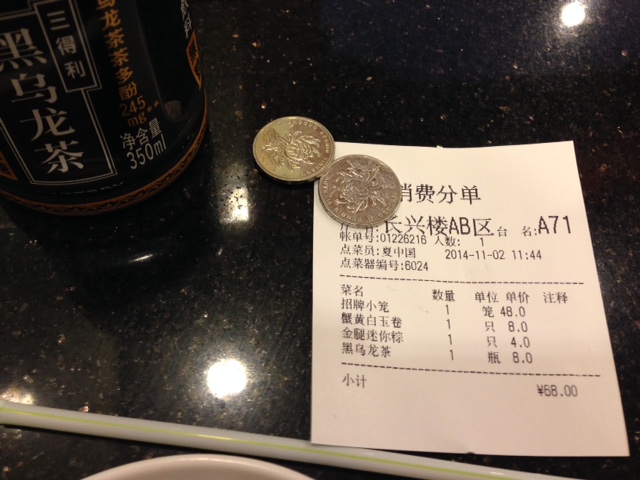 三得利
黑乌龙茶
乌龙茶茶多酚
245
mg
净含量
350ml
消费分单
长兴楼AB区 台 名:A71
帐单号:01226216 人数: 1
点菜员:夏中国 2014-11-02 11:44
点菜器编号:6024
菜名 数量 单位 单价 注释
招牌小笼 1 笼 48.0
蟹黄白玉卷 1 只 8.0
金腿迷你粽 1 只 4.0
黑乌龙茶 1 瓶 8.0
小计 ¥68.00